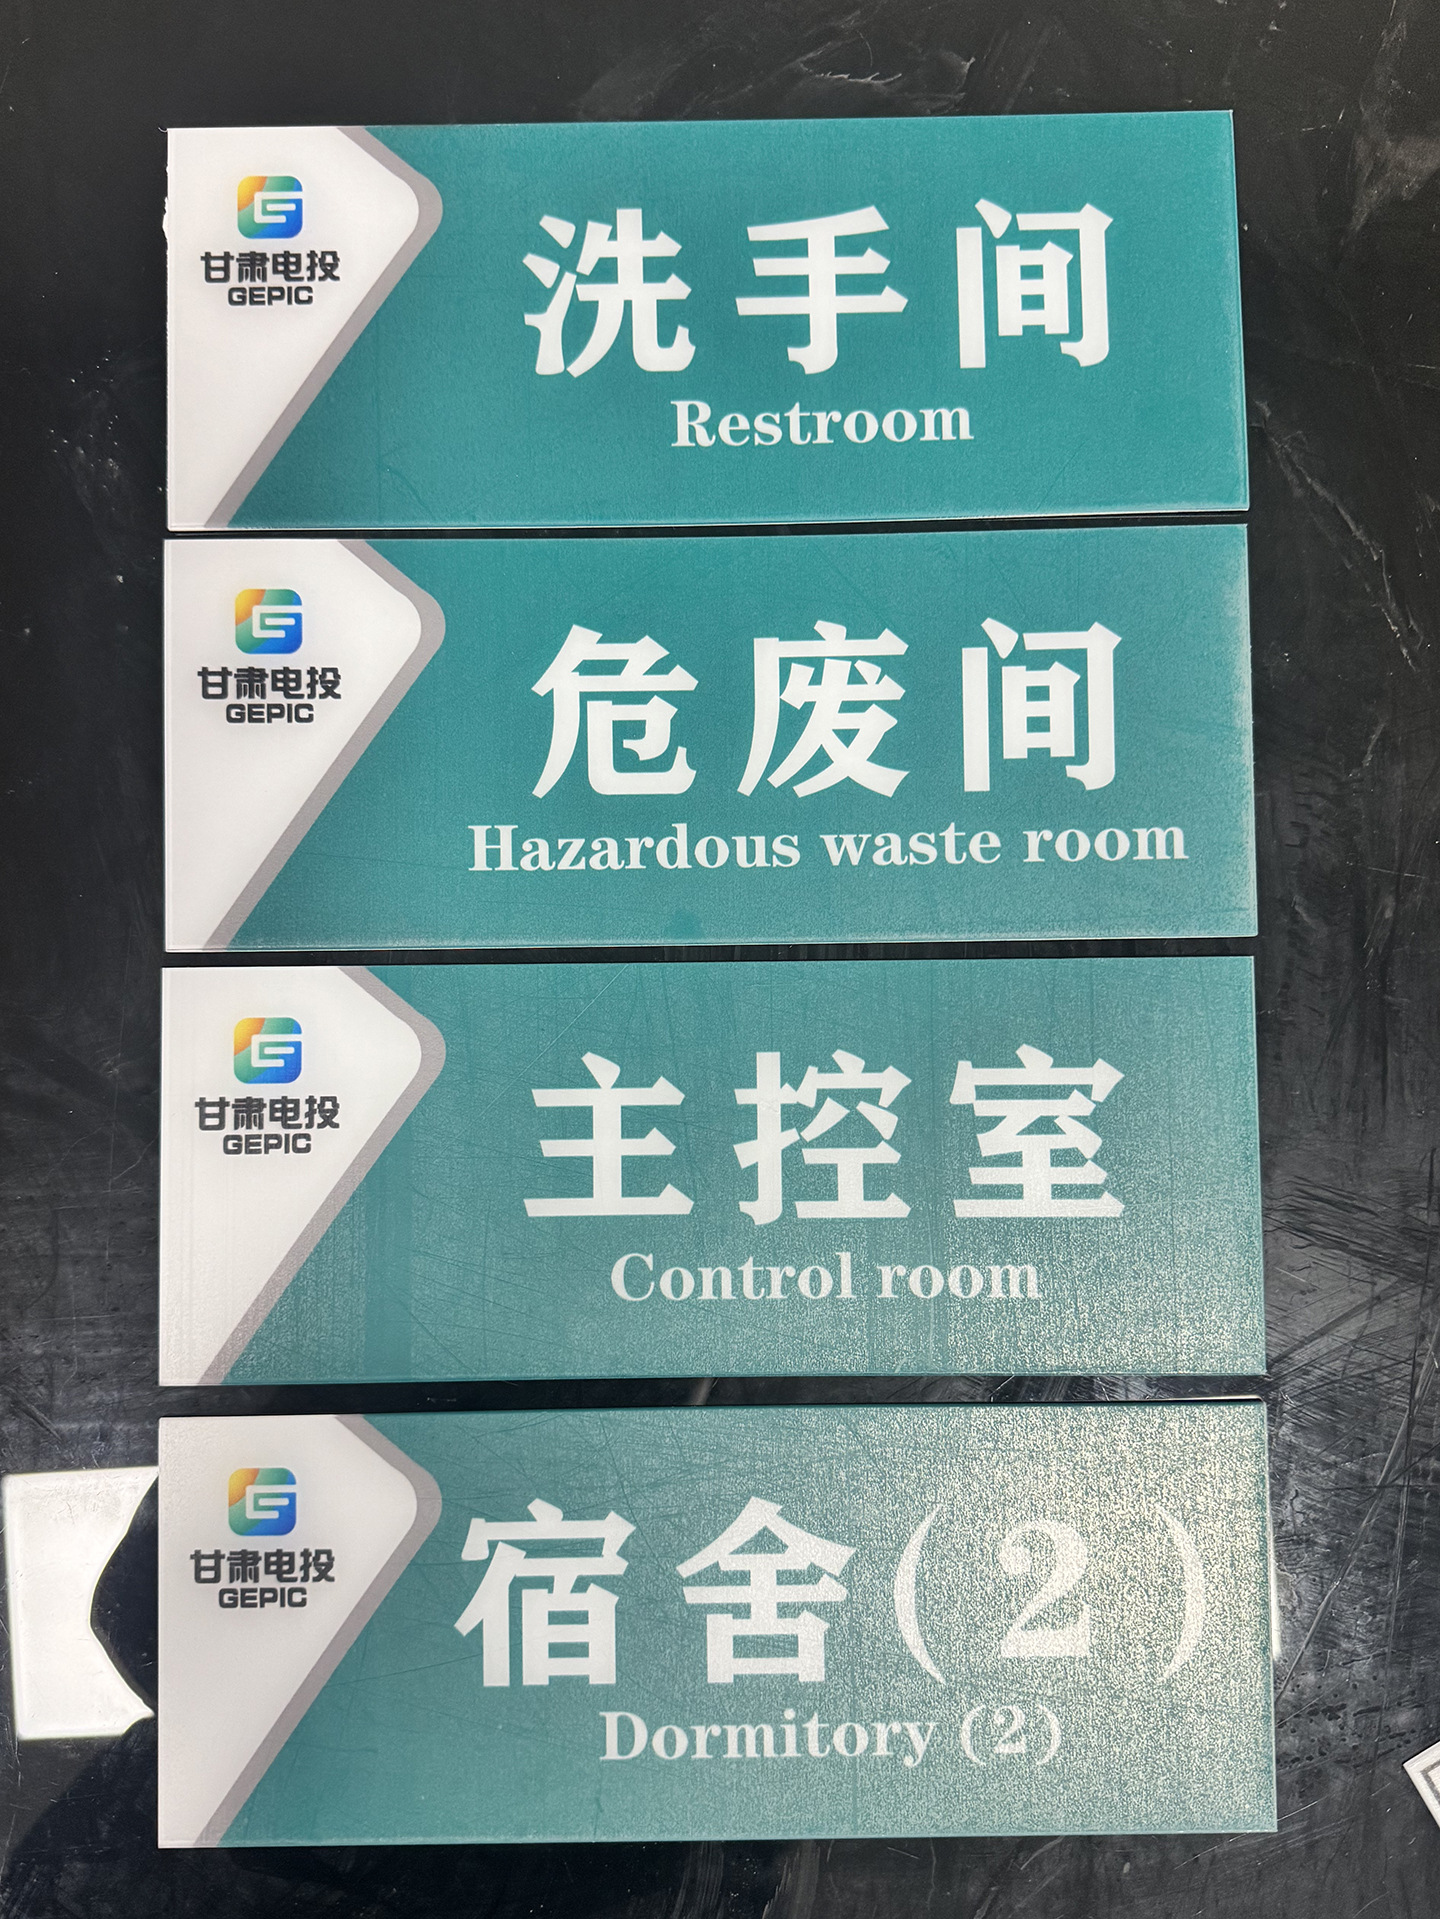 甘肃电投
GEPIC
洗手间
Restroom
甘肃电投
GEPIC
危废间
Hazardous waste room
甘肃电投
GEPIC
主控室
Control room
甘肃电投
GEPIC
宿舍(2)
Dormitory (2)